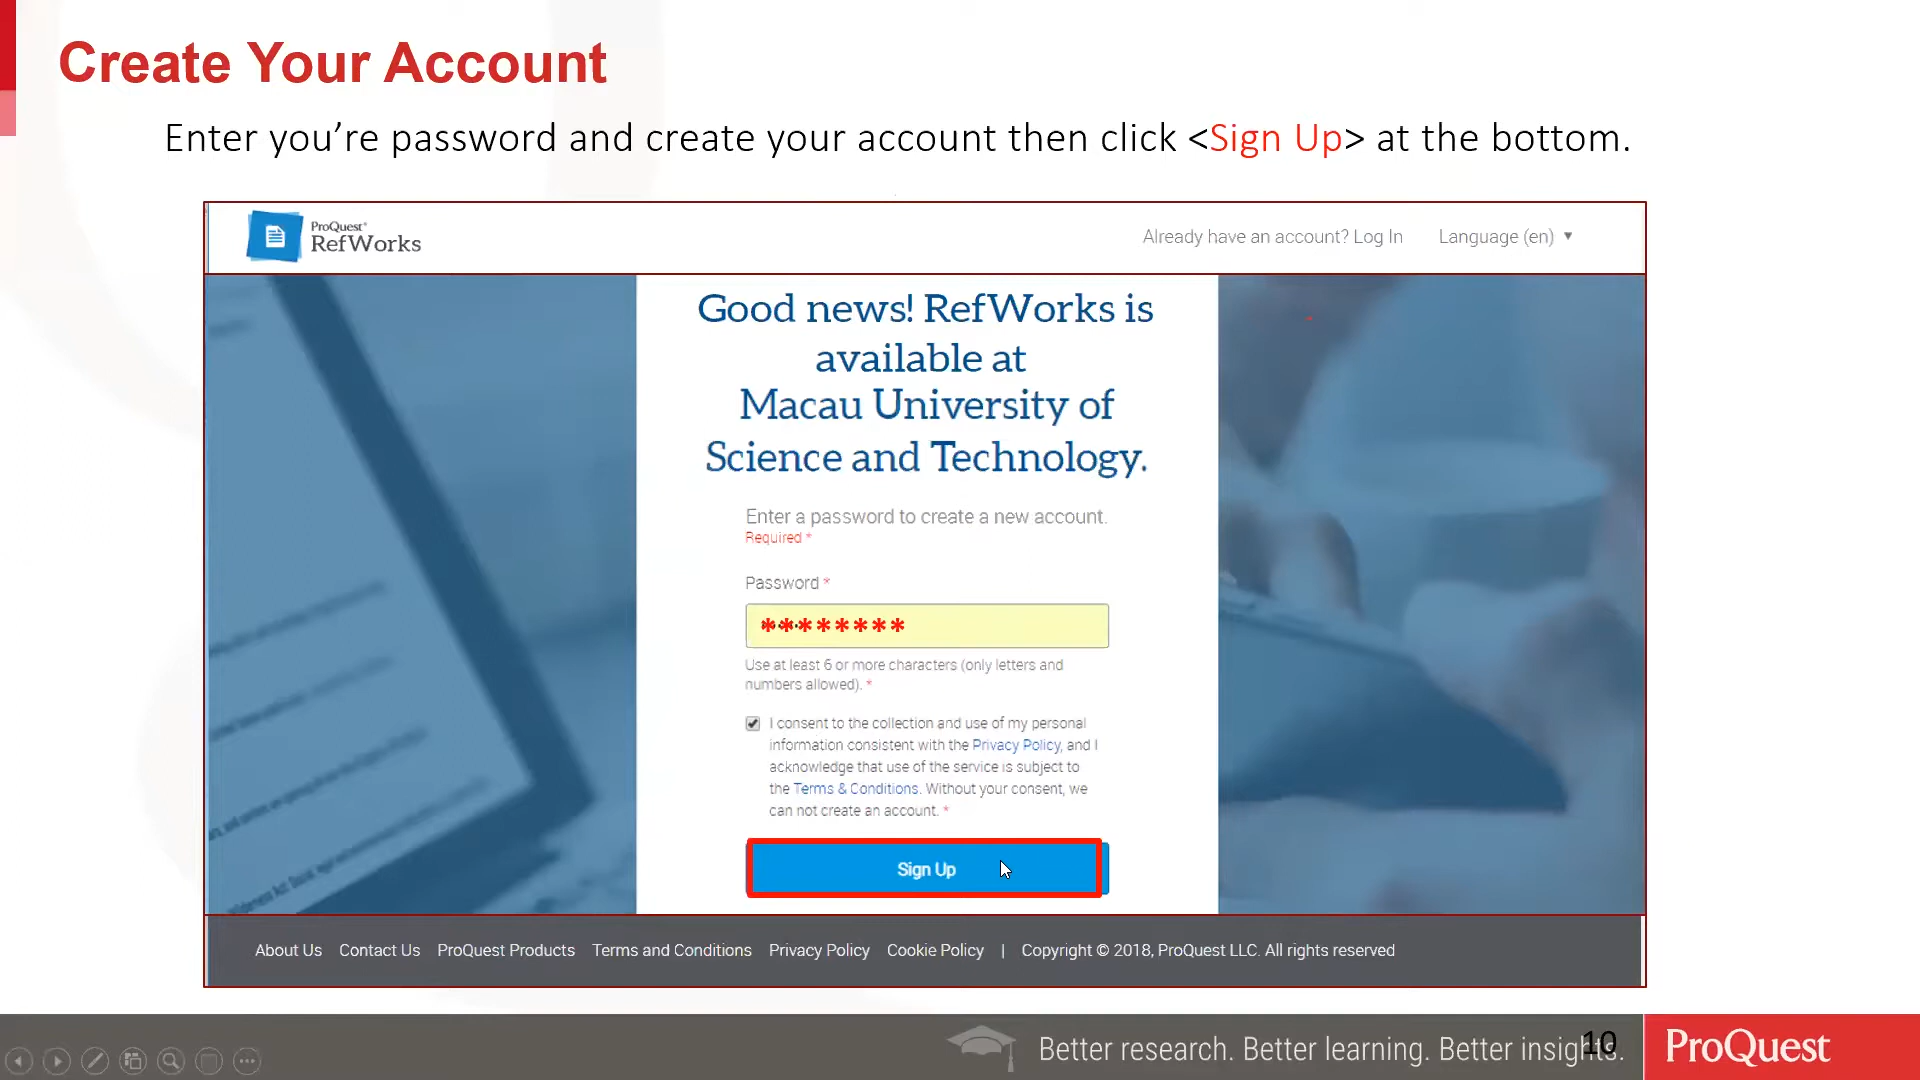 Create Your Account
Enter you’re password and create your account then click <Sign Up> at the bottom.
ProQuest®
RefWorks
Already have an account? Log In
Language (en) ▼
Good news! RefWorks is
available at
Macau University of
Science and Technology.
Enter a password to create a new account.
Required *
Password *
********
Use at least 6 or more characters (only letters and
numbers allowed). *
I consent to the collection and use of my personal
information consistent with the Privacy Policy, and I
acknowledge that use of the service is subject to
the Terms & Conditions. Without your consent, we
can not create an account. *
Sign Up
About Us Contact Us ProQuest Products Terms and Conditions Privacy Policy Cookie Policy | Copyright © 2018, ProQuest LLC. All rights reserved
Better research. Better learning. Better insights.
10
ProQuest